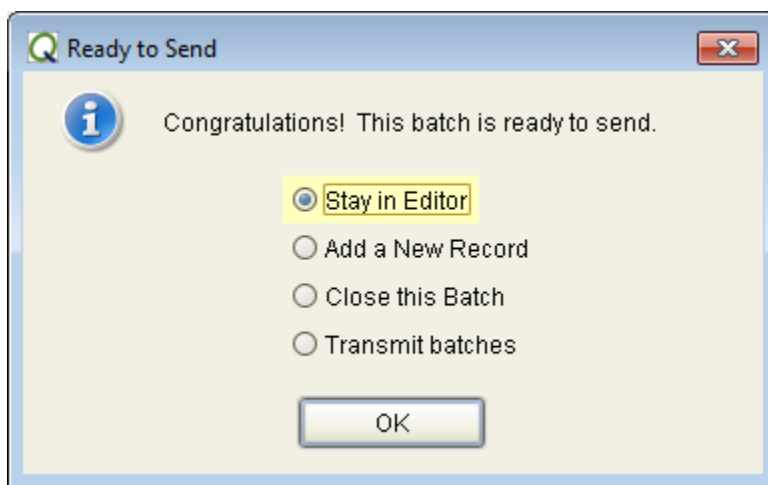 Ready to Send
Congratulations! This batch is ready to send.
Stay in Editor
Add a New Record
Close this Batch
Transmit batches
OK